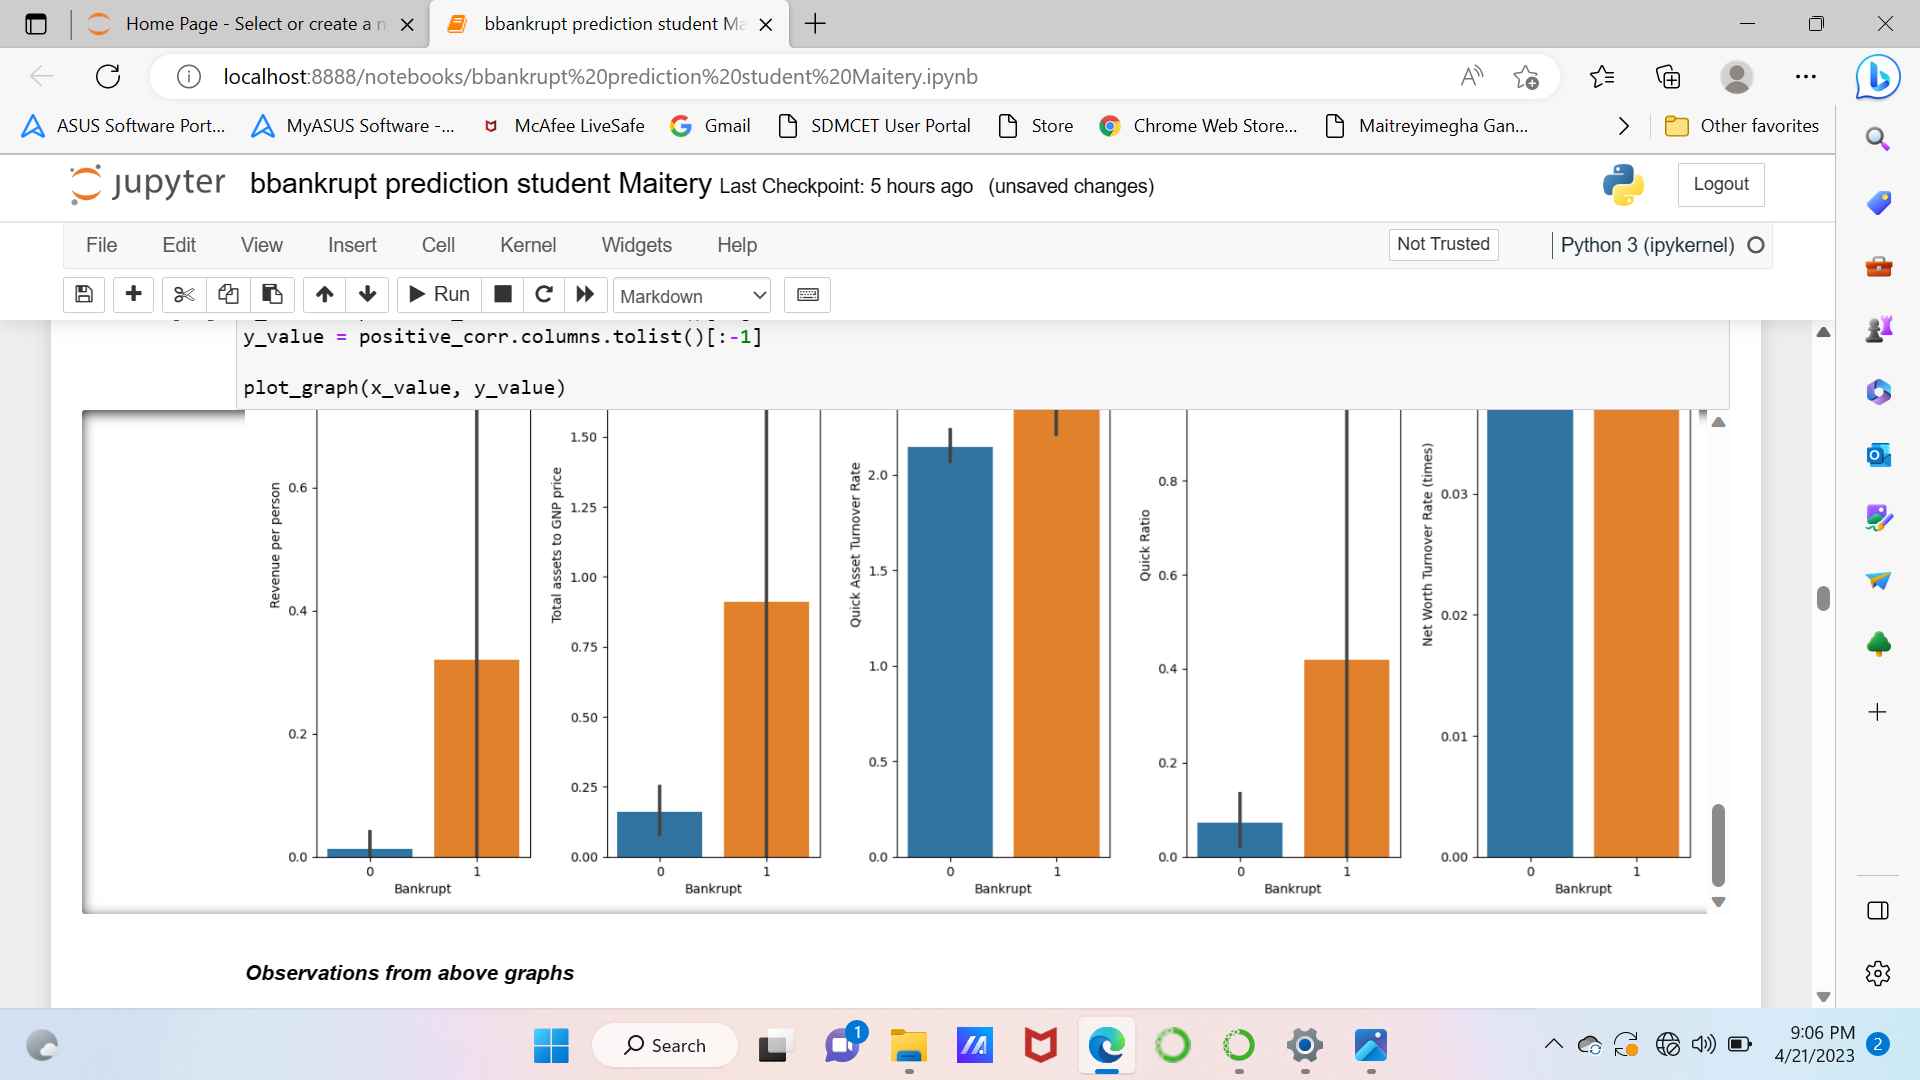 Home Page - Select or create a n
bbankrupt prediction student Ma
localhost:8888/notebooks/bbankrupt%20prediction%20student%20Maitery.ipynb
ASUS Software Port...
MyASUS Software -...
McAfee LiveSafe
Gmail
SDMCET User Portal
Store
Chrome Web Store...
Maitreyimegha Gan...
Other favorites
jupyter
bbankrupt prediction student Maitery Last Checkpoint: 5 hours ago (unsaved changes)
Logout
File Edit View Insert Cell Kernel Widgets Help
Not Trusted
Python 3 (ipykernel)
Run
Markdown
y_value = positive_corr.columns.tolist()[:-1]
plot_graph(x_value, y_value)
Revenue per person
0.6
0.4
0.2
0.0
0 1
Bankrupt
Total assets to GNP price
1.50
1.25
1.00
0.75
0.50
0.25
0.00
0 1
Bankrupt
Quick Asset Turnover Rate
2.0
1.5
1.0
0.5
0.0
0 1
Bankrupt
Quick Ratio
0.8
0.6
0.4
0.2
0.0
0 1
Bankrupt
Net Worth Turnover Rate (times)
0.03
0.02
0.01
0.00
0 1
Bankrupt
Observations from above graphs
Search
1
9:06 PM
4/21/2023
2